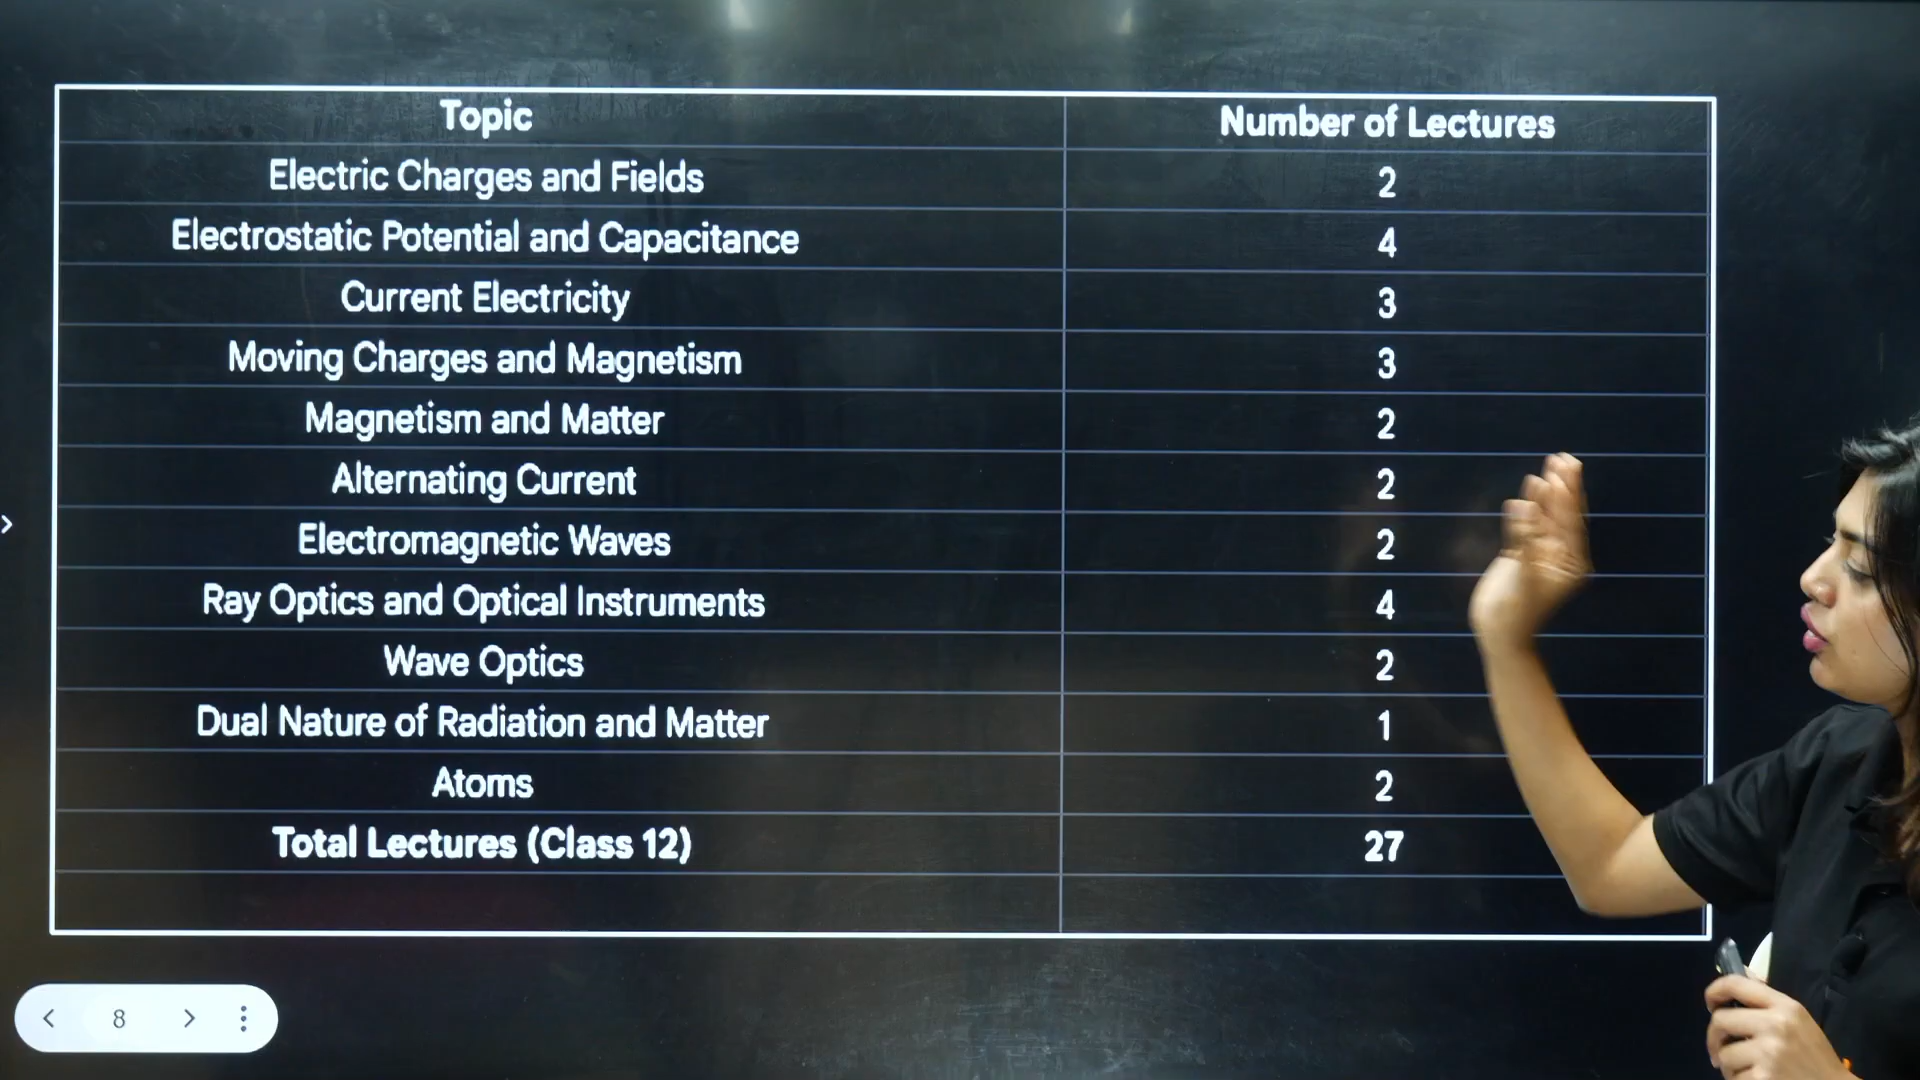 Topic Number of Lectures
Electric Charges and Fields 2
Electrostatic Potential and Capacitance 4
Current Electricity 3
Moving Charges and Magnetism 3
Magnetism and Matter 2
Alternating Current 2
Electromagnetic Waves 2
Ray Optics and Optical Instruments 4
Wave Optics 2
Dual Nature of Radiation and Matter 1
Atoms 2
Total Lectures (Class 12) 27
8